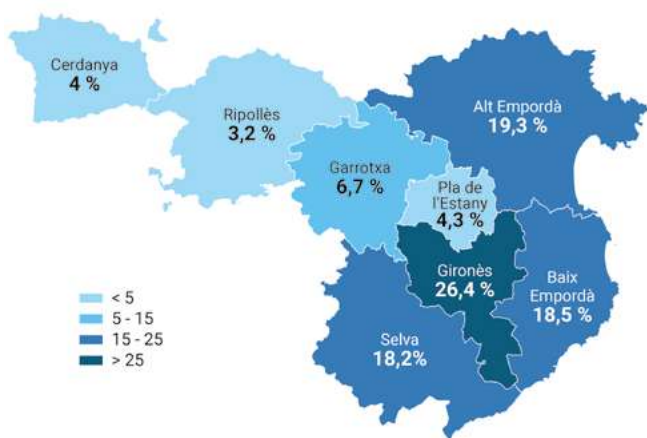 Cerdanya
4 %
Ripollès
3,2 %
Alt Empordà
19,3 %
Garrotxa
6,7 %
Pla de
l'Estany
4,3 %
Gironès
26,4 %
Baix
Empordà
18,5 %
Selva
18,2%
< 5
5 - 15
15 - 25
> 25